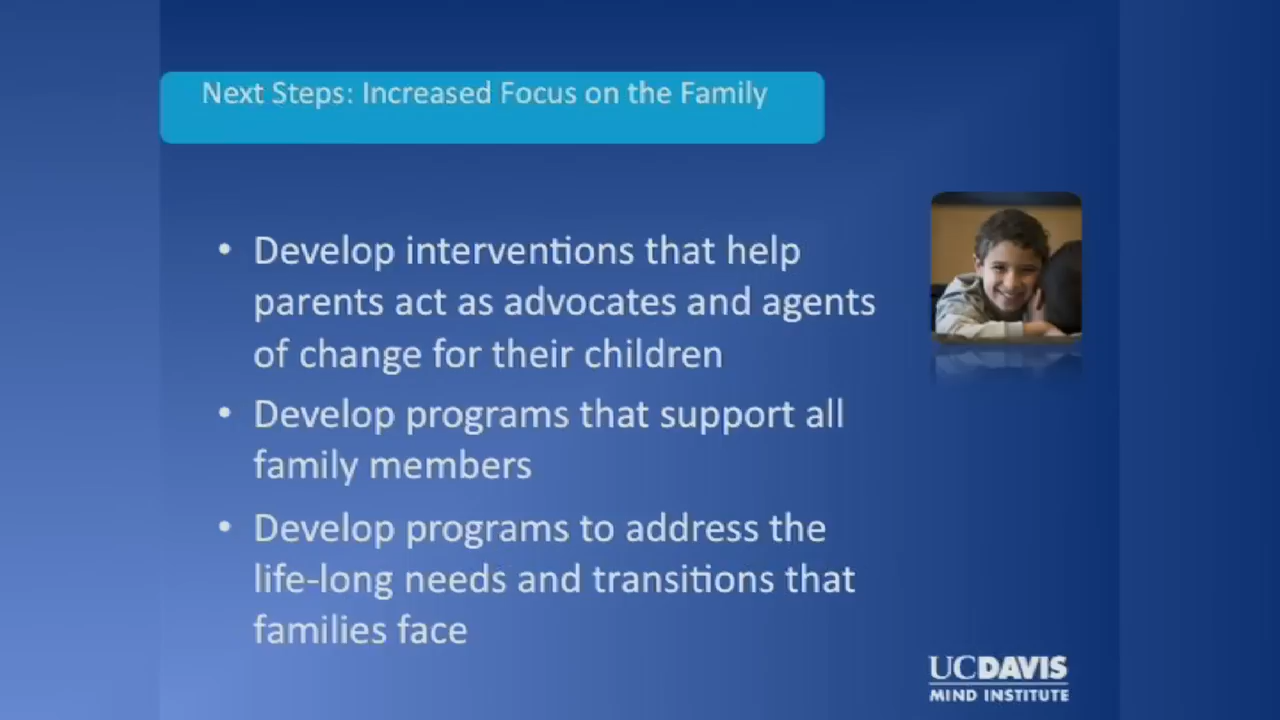 Next Steps: Increased Focus on the Family
• Develop interventions that help
parents act as advocates and agents
of change for their children
• Develop programs that support all
family members
• Develop programs to address the
life-long needs and transitions that
families face
UCDAVIS
MIND INSTITUTE